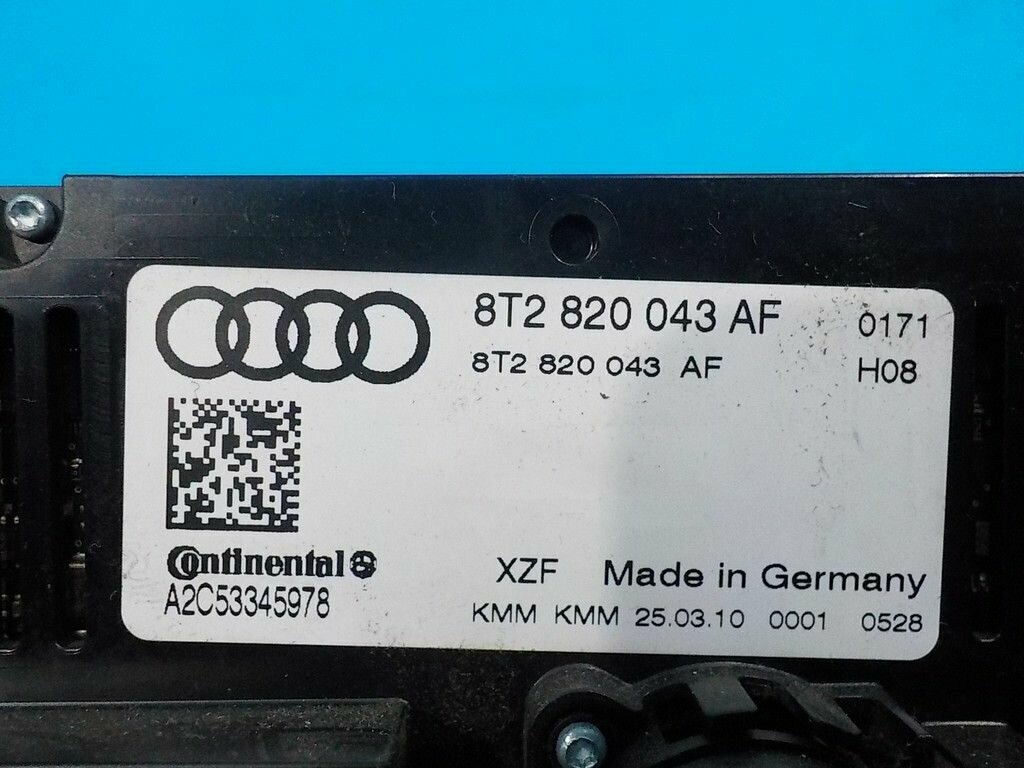 8T2 820 043 AF 0171
8T2 820 043 AF H08
Continental
A2C53345978
XZF Made in Germany
KMM KMM 25.03.10 0001 0528